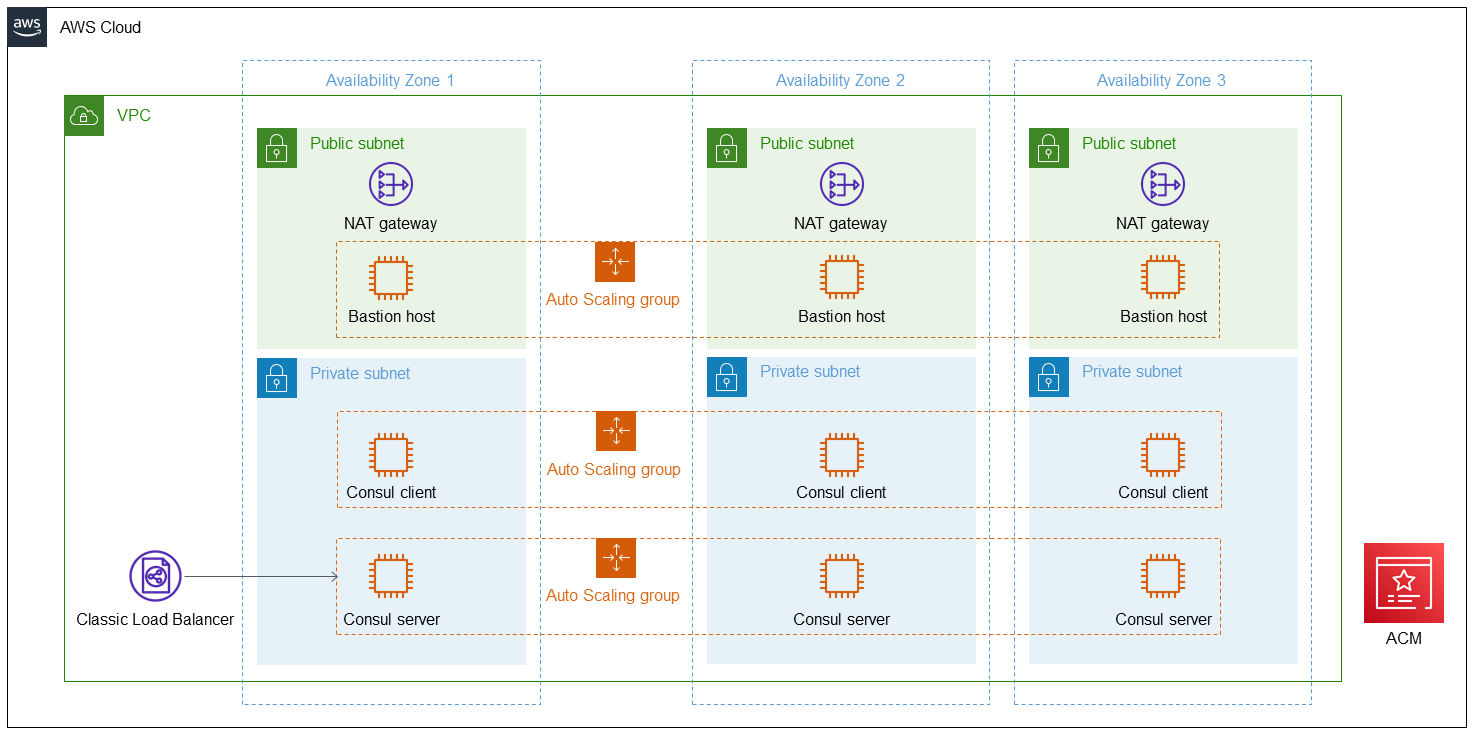 aws
AWS Cloud
Availability Zone 1
Availability Zone 2
Availability Zone 3
VPC
Public subnet
Public subnet
Public subnet
NAT gateway
NAT gateway
NAT gateway
Auto Scaling group
Bastion host
Bastion host
Bastion host
Private subnet
Private subnet
Private subnet
Auto Scaling group
Consul client
Consul client
Consul client
Auto Scaling group
Classic Load Balancer
Consul server
Consul server
Consul server
ACM